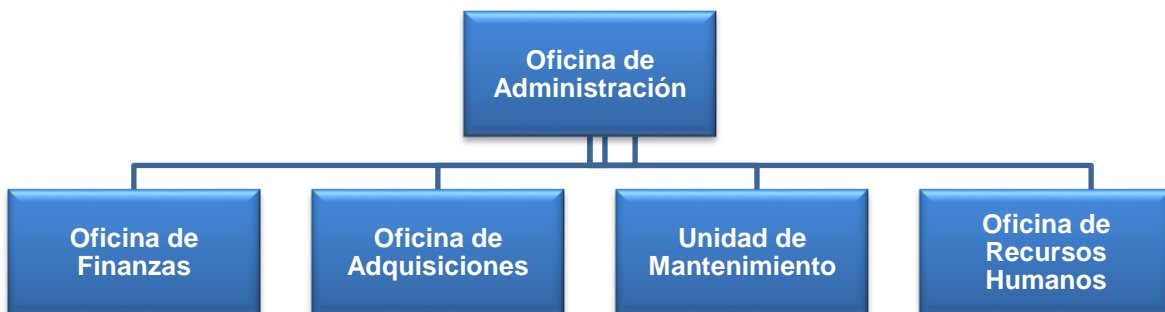 Oficina de
Administración
Oficina de
Finanzas
Oficina de
Adquisiciones
Unidad de
Mantenimiento
Oficina de
Recursos
Humanos